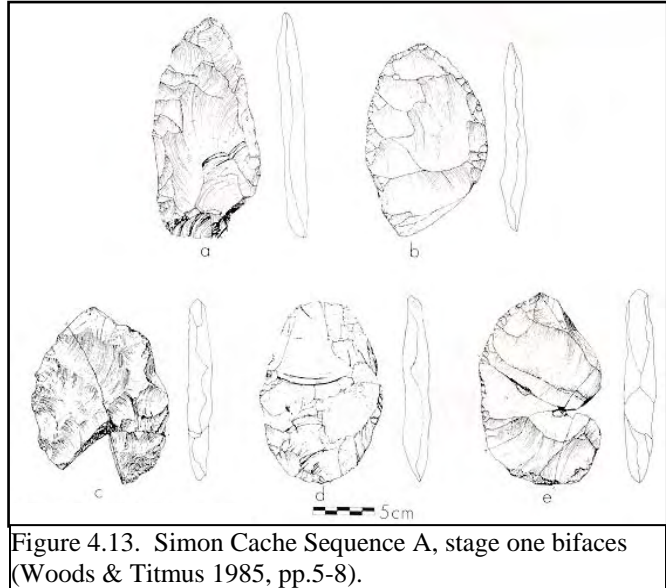 a
b
c
d
e
5cm
Figure 4.13. Simon Cache Sequence A, stage one bifaces
(Woods & Titmus 1985, pp.5-8).